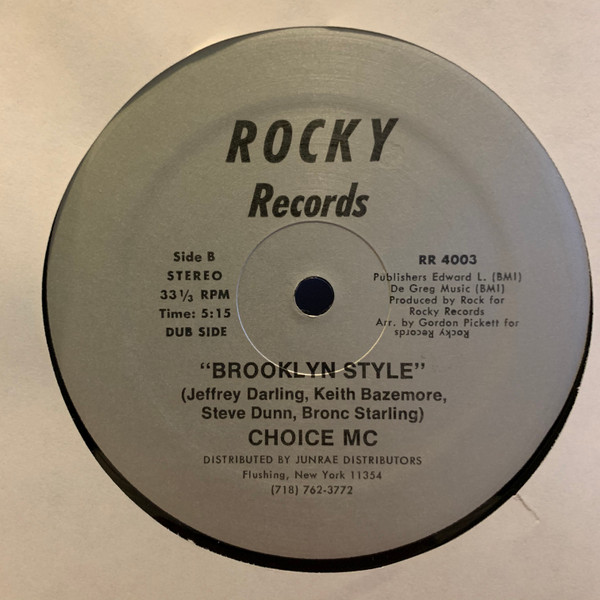 ROCKY
Records
Side B
STEREO
33 1/3 RPM
Time: 5:15
DUB SIDE
RR 4003
Publishers Edward L. (BMI)
De Greg Music (BMI)
Produced by Rock for
Rocky Records
Arr. by Gordon Pickett for
Rocky Records
“BROOKLYN STYLE”
(Jeffrey Darling, Keith Bazemore,
Steve Dunn, Bronc Starling)
CHOICE MC
DISTRIBUTED BY JUNRAE DISTRIBUTORS
Flushing, New York 11354
(718) 762-3772